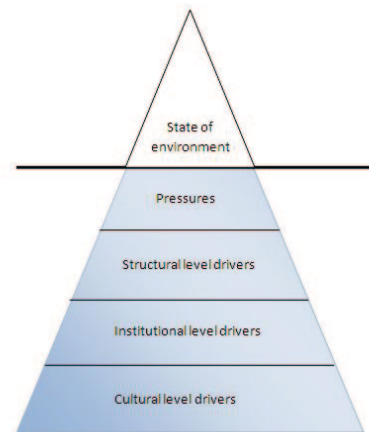 State of
environment
Pressures
Structural level drivers
Institutional level drivers
Cultural level drivers